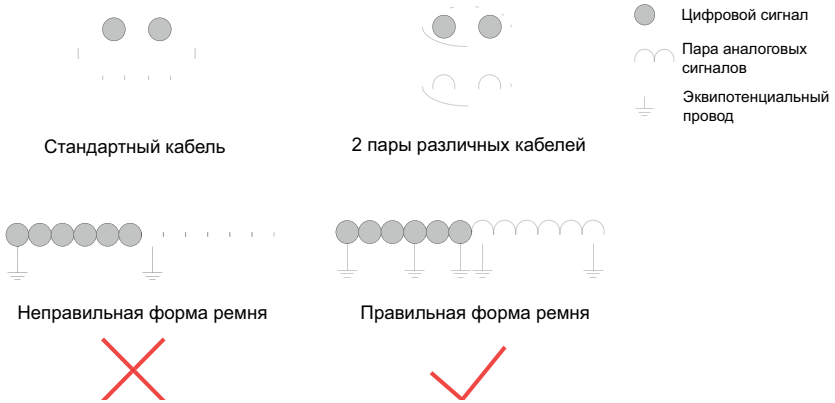 Цифровой сигнал
Пара аналоговых
сигналов
Эквипотенциальный
провод
Стандартный кабель
2 пары различных кабелей
Неправильная форма ремня
Правильная форма ремня